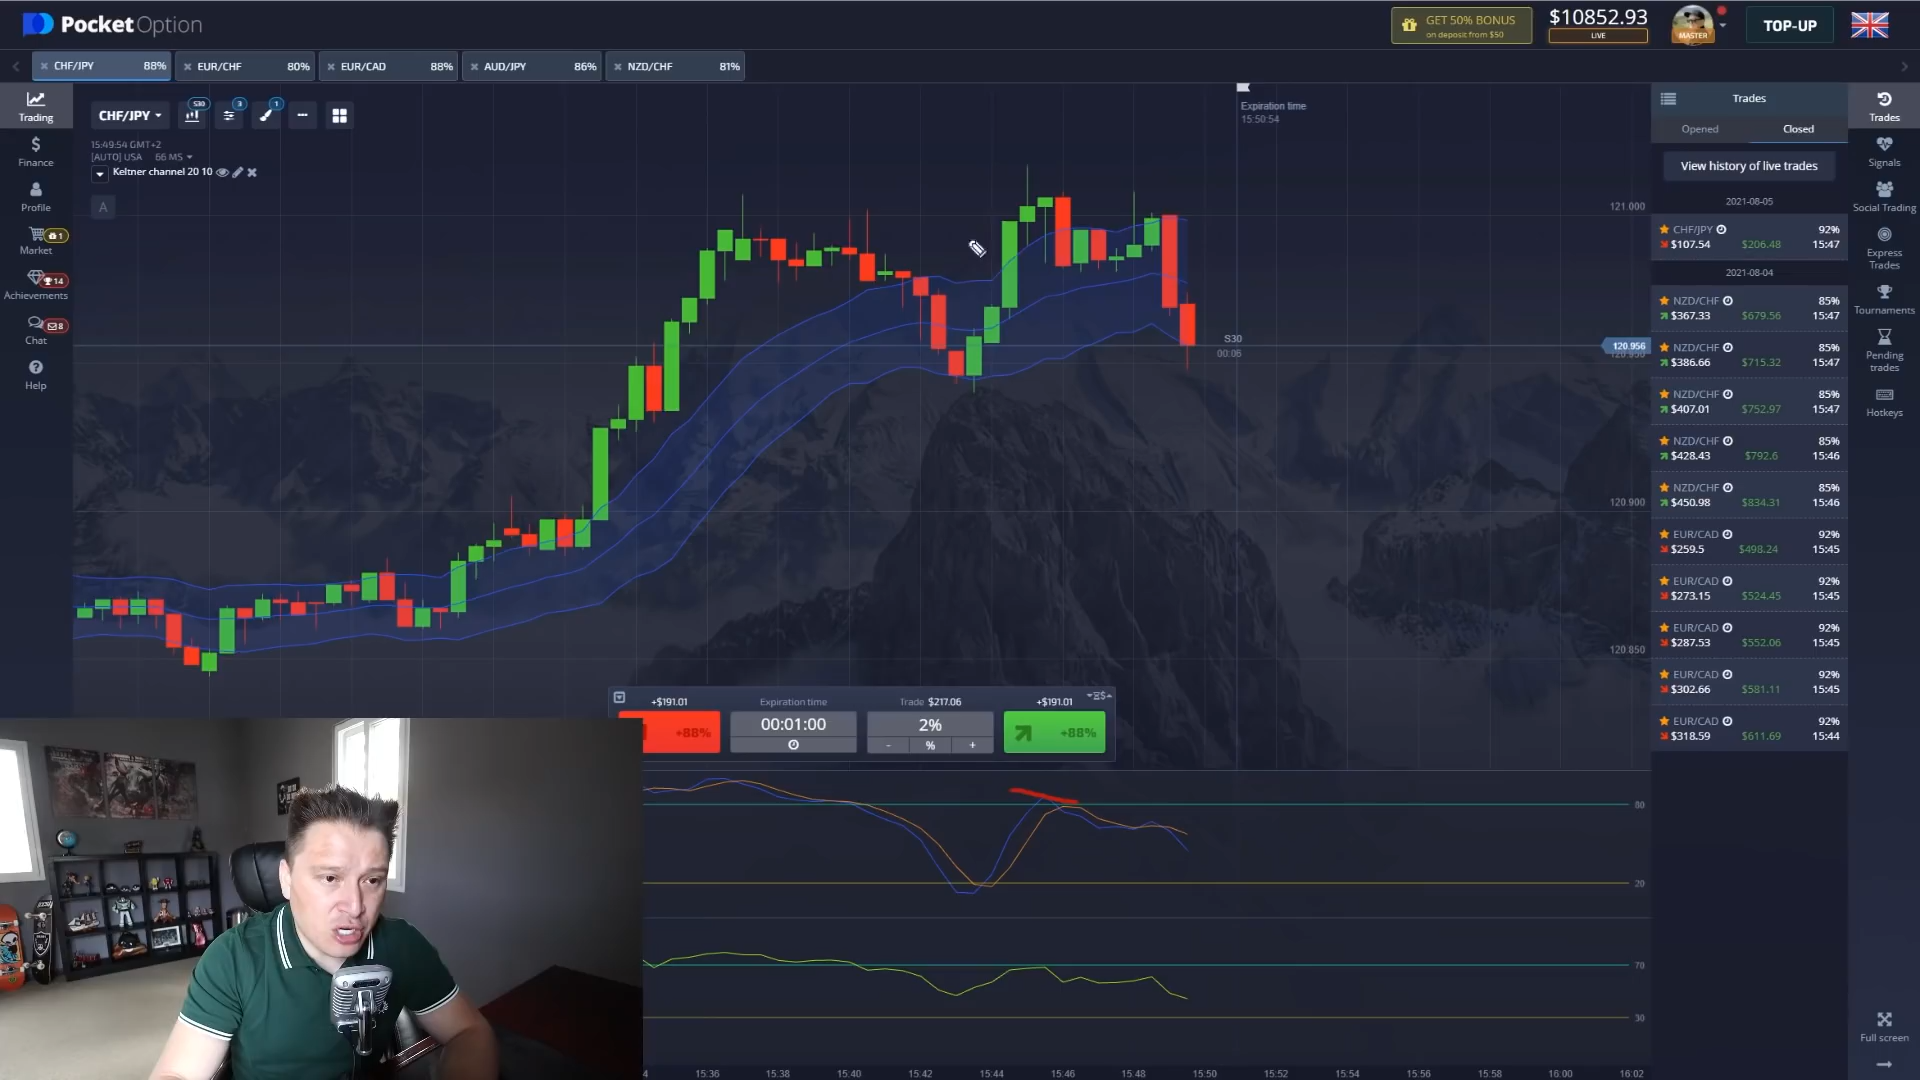 PocketOption
GET 50% BONUS
on deposit from $50
$10852.93
LIVE
MASTER
TOP-UP
CHF/JPY 88%
EUR/CHF 80%
EUR/CAD 88%
AUD/JPY 86%
NZD/CHF 81%
Trading
Finance
Profile
Market
1
Achievements
14
Chat
8
Help
CHF/JPY
S30
3
1
15:49:54 GMT+2
[AUTO] USA 66 MS
Keltner channel 20 10
A
Expiration time
15:50:54
121.000
S30
00:06
120.956
120.950
120.900
120.850
+$191.01
Expiration time
Trade $217.06
+$191.01
+88%
00:01:00
2%
- % +
+88%
80
20
70
30
15:36 15:38 15:40 15:42 15:44 15:46 15:48 15:50 15:52 15:54 15:56 15:58 16:00 16:02
Trades
Opened
Closed
View history of live trades
2021-08-05
CHF/JPY 92%
$107.54 $206.48 15:47
2021-08-04
NZD/CHF 85%
$367.33 $679.56 15:47
NZD/CHF 85%
$386.66 $715.32 15:47
NZD/CHF 85%
$407.01 $752.97 15:47
NZD/CHF 85%
$428.43 $792.6 15:46
NZD/CHF 85%
$450.98 $834.31 15:46
EUR/CAD 92%
$259.5 $498.24 15:45
EUR/CAD 92%
$273.15 $524.45 15:45
EUR/CAD 92%
$287.53 $552.06 15:45
EUR/CAD 92%
$302.66 $581.11 15:45
EUR/CAD 92%
$318.59 $611.69 15:44
Trades
Signals
Social Trading
Express
Trades
Tournaments
Pending
trades
Hotkeys
Full screen